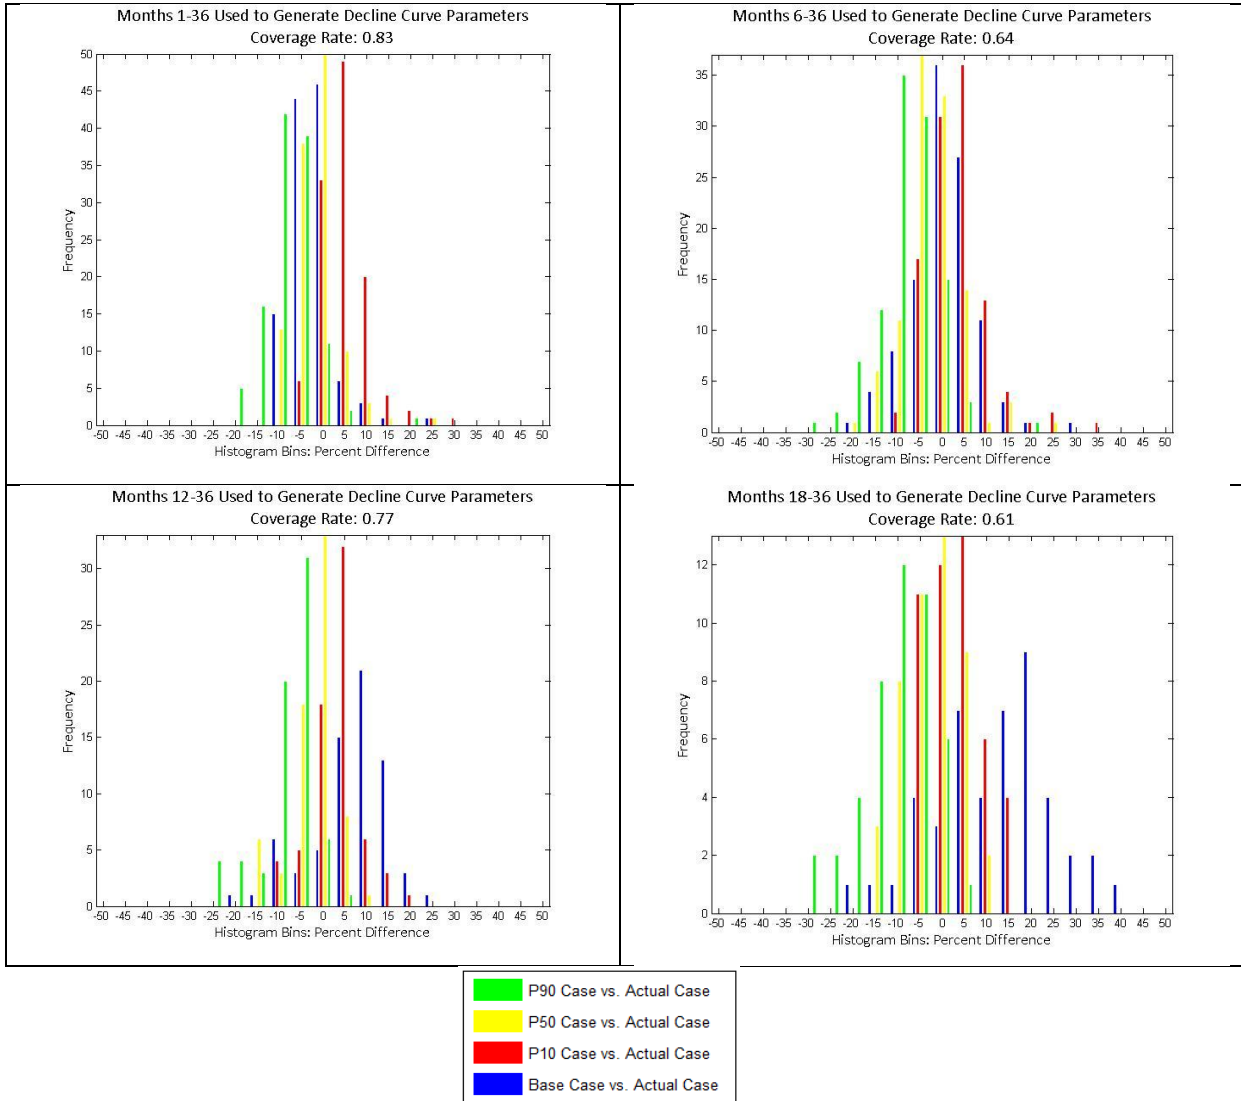 Months 1-36 Used to Generate Decline Curve Parameters
Coverage Rate: 0.83
50
45
40
35
30
25
20
15
10
5
0
Frequency
-50 -45 -40 -35 -30 -25 -20 -15 -10 -5 0 5 10 15 20 25 30 35 40 45 50
Histogram Bins: Percent Difference
Months 6-36 Used to Generate Decline Curve Parameters
Coverage Rate: 0.64
35
30
25
20
15
10
5
0
Frequency
-50 -45 -40 -35 -30 -25 -20 -15 -10 -5 0 5 10 15 20 25 30 35 40 45 50
Histogram Bins: Percent Difference
Months 12-36 Used to Generate Decline Curve Parameters
Coverage Rate: 0.77
30
25
20
15
10
5
0
Frequency
-50 -45 -40 -35 -30 -25 -20 -15 -10 -5 0 5 10 15 20 25 30 35 40 45 50
Histogram Bins: Percent Difference
Months 18-36 Used to Generate Decline Curve Parameters
Coverage Rate: 0.61
12
10
8
6
4
2
0
Frequency
-50 -45 -40 -35 -30 -25 -20 -15 -10 -5 0 5 10 15 20 25 30 35 40 45 50
Histogram Bins: Percent Difference
P90 Case vs. Actual Case
P50 Case vs. Actual Case
P10 Case vs. Actual Case
Base Case vs. Actual Case